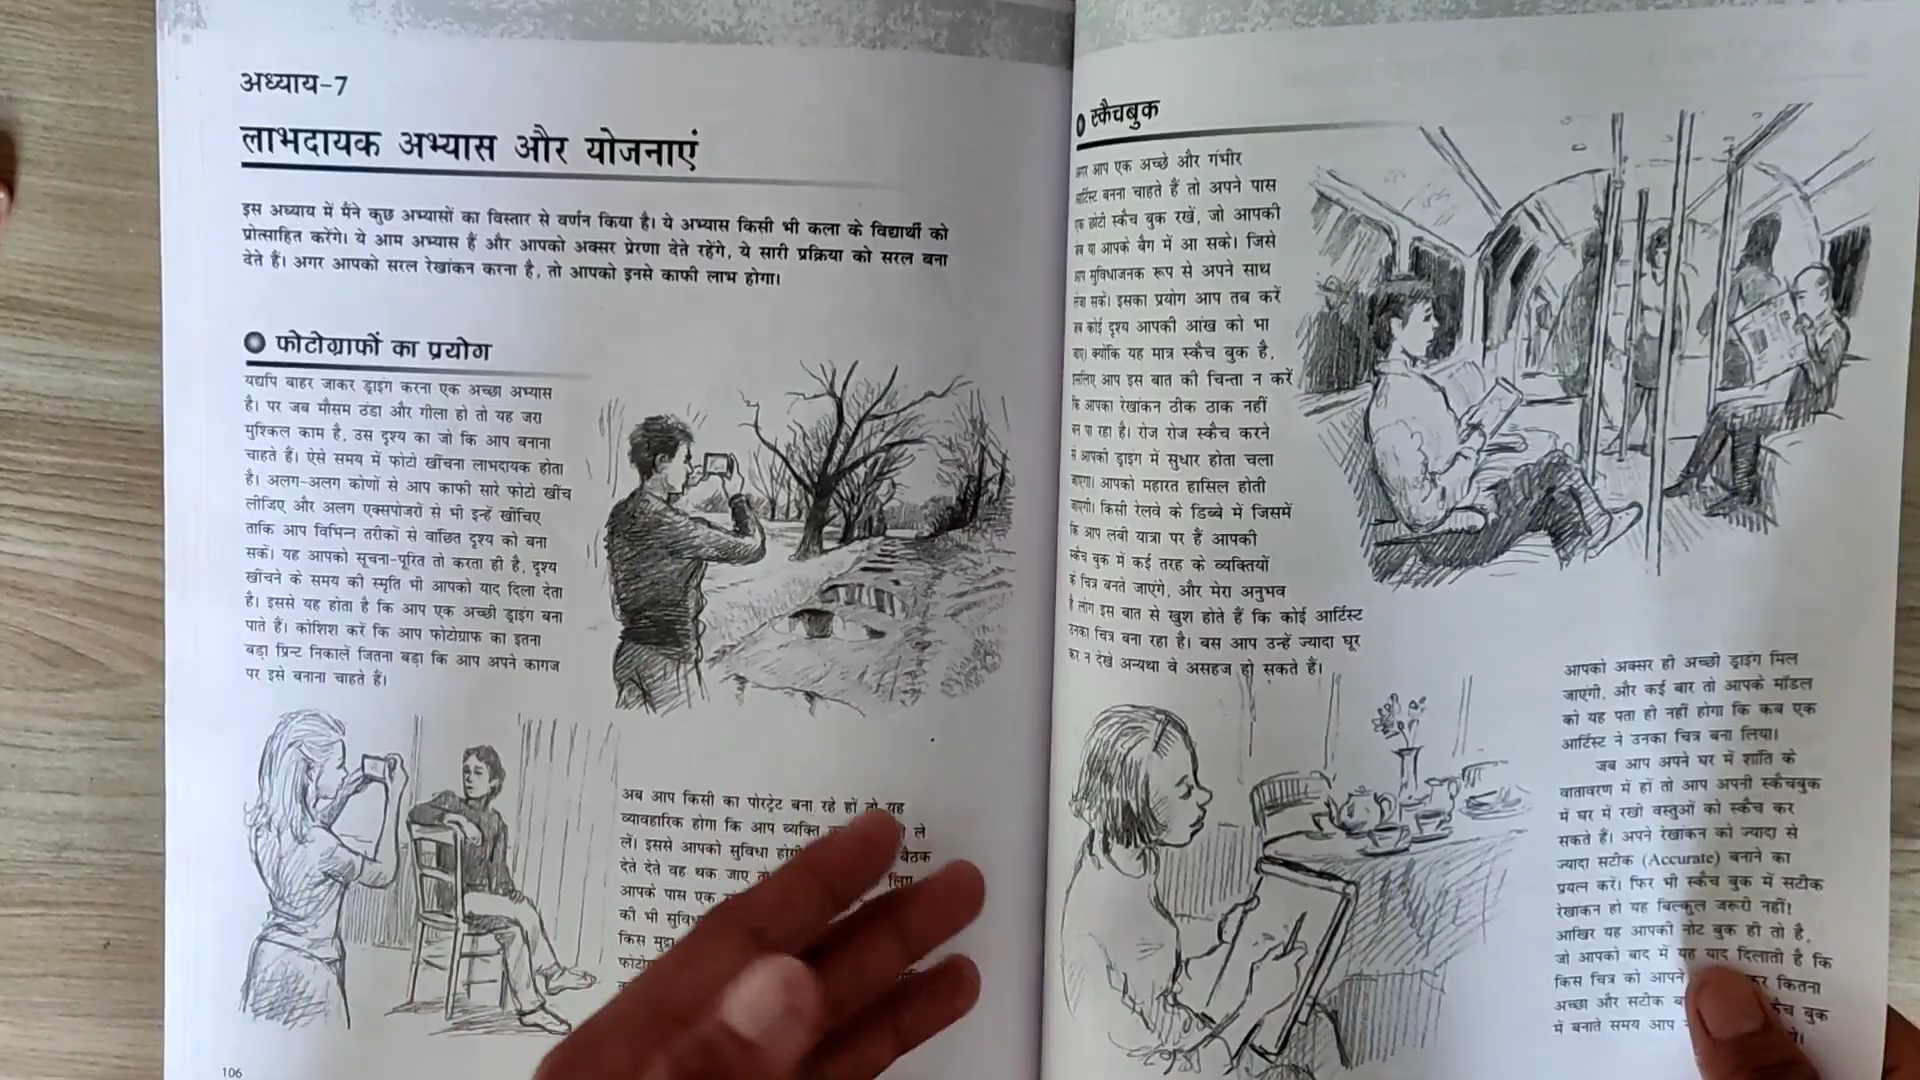 अध्याय-7
लाभदायक अभ्यास और योजनाएं
इस अध्याय में मैंने कुछ अभ्यासों का विस्तार से वर्णन किया है। ये अभ्यास किसी भी कला के विद्यार्थी को
प्रोत्साहित करेंगे। ये आम अभ्यास हैं और आपको अक्सर प्रेरणा देते रहेंगे, ये सारी प्रक्रिया को सरल बना
देते हैं। अगर आपको सरल रेखांकन करना है, तो आपको इनसे काफी लाभ होगा।
फोटोग्राफों का प्रयोग
यद्यपि बाहर जाकर ड्राइंग करना एक अच्छा अभ्यास
है। पर जब मौसम ठंडा और गीला हो तो यह जरा
मुश्किल काम है, उस दृश्य का जो कि आप बनाना
चाहते हैं। ऐसे समय में फोटो खींचना लाभदायक होता
है। अलग-अलग कोणों से आप काफी सारे फोटो खींच
लीजिए और अलग एक्सपोजरों से भी इन्हें खींचिए
ताकि आप विभिन्न तरीकों से वांछित दृश्य को बना
सकें। यह आपको सूचना-पूरित तो करता ही है, दृश्य
खींचने के समय की स्मृति भी आपको याद दिला देता
है। इससे यह होता है कि आप एक अच्छी ड्राइंग बना
पाते हैं। कोशिश करें कि आप फोटोग्राफ का इतना
बड़ा प्रिन्ट निकालें जितना बड़ा कि आप अपने कागज
पर इसे बनाना चाहते हैं।
अब आप किसी का पोरट्रेट बना रहे हों तो यह
व्यावहारिक होगा कि आप व्यक्ति ले
लें। इससे आपको सुविधा होगी बैठक
देते देते वह थक जाए तो लिए
आपके पास एक
की भी सुविधा
किस मुद्रा
106
स्कैचबुक
अगर आप एक अच्छे और गंभीर
आर्टिस्ट बनना चाहते हैं तो अपने पास
एक छोटी स्कैच बुक रखें, जो आपकी
जेब या आपके बैग में आ सके। जिसे
आप सुविधाजनक रूप से अपने साथ
लेजा सकें। इसका प्रयोग आप तब करें
जब कोई दृश्य आपकी आंख को भा
जाए। क्योंकि यह मात्र स्कैच बुक है,
इसलिए आप इस बात की चिन्ता न करें
कि आपका रेखांकन ठीक ठाक नहीं
बन पा रहा है। रोज रोज स्कैच करने
से आपकी ड्राइंग में सुधार होता चला
जाएगा। आपको महारत हासिल होती
जाएगी। किसी रेलवे के डिब्बे में जिसमें
कि आप लंबी यात्रा पर हैं आपकी
स्कैच बुक में कई तरह के व्यक्तियों
के चित्र बनते जाएंगे, और मेरा अनुभव
है लोग इस बात से खुश होते हैं कि कोई आर्टिस्ट
उनका चित्र बना रहा है। बस आप उन्हें ज्यादा घूर
कर न देखे अन्यथा वे असहज हो सकते हैं।
आपको अक्सर ही अच्छी ड्राइंग मिल
जाएंगी, और कई बार तो आपके मॉडल
को यह पता ही नहीं होगा कि कब एक
आर्टिस्ट ने उनका चित्र बना लिया।
जब आप अपने घर में शांति के
वातावरण में हों तो आप अपनी स्कैचबुक
में घर में रखी वस्तुओं को स्कैच कर
सकते हैं। अपने रेखांकन को ज्यादा से
ज्यादा सटीक (Accurate) बनाने का
प्रयत्न करें। फिर भी स्कैच बुक में सटीक
रेखांकन हो यह बिल्कुल जरूरी नहीं!
आखिर यह आपकी नोट बुक ही तो है,
जो आपको बाद में यह याद दिलाती है कि
किस चित्र को आपने कर कितना
अच्छा और सटीक स्कैच बुक
में बनाते समय आप